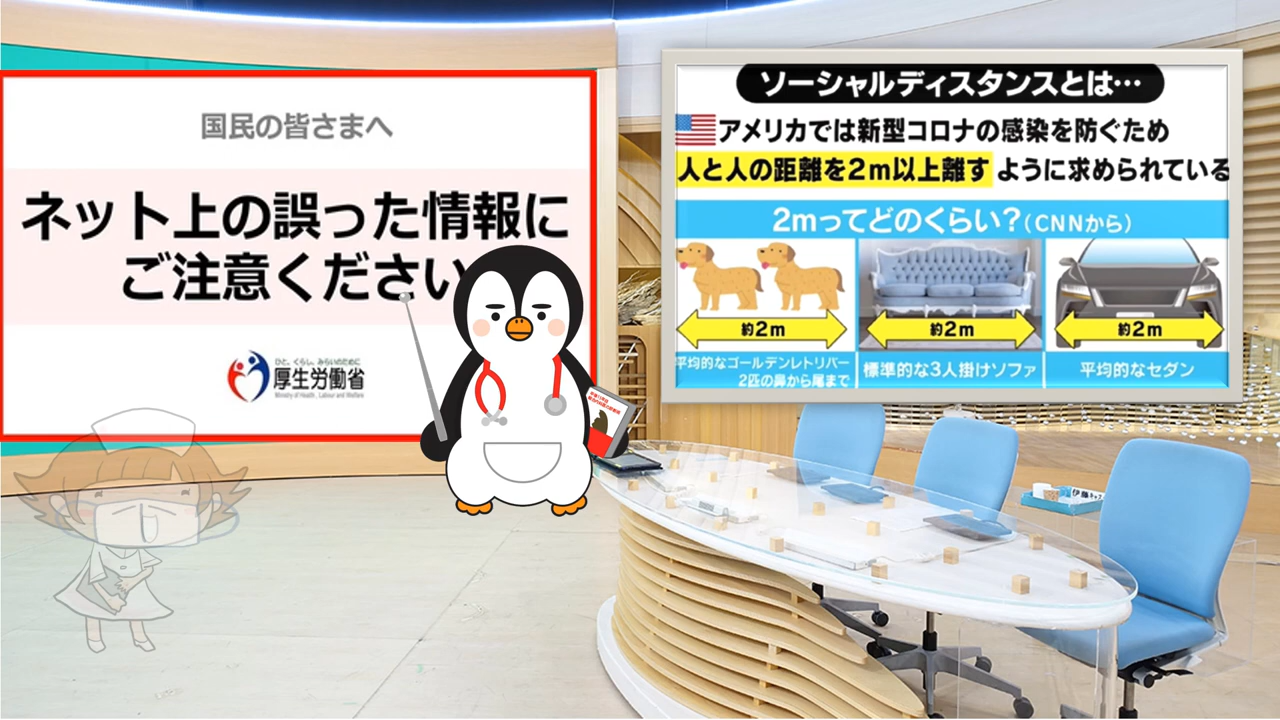 国民の皆さまへ
ネット上の誤った情報に
ご注意ください
ひと、くらし、みらいのために
厚生労働省
Ministry of Health, Labour and Welfare
ソーシャルディスタンスとは…
アメリカでは新型コロナの感染を防ぐため
人と人の距離を2m以上離す ように求められている
2mってどのくらい?(CNNから)
約2m
約2m
約2m
平均的なゴールデンレトリバー
2匹の鼻から尾まで
標準的な3人掛けソファ
平均的なセダン
伊藤キャス